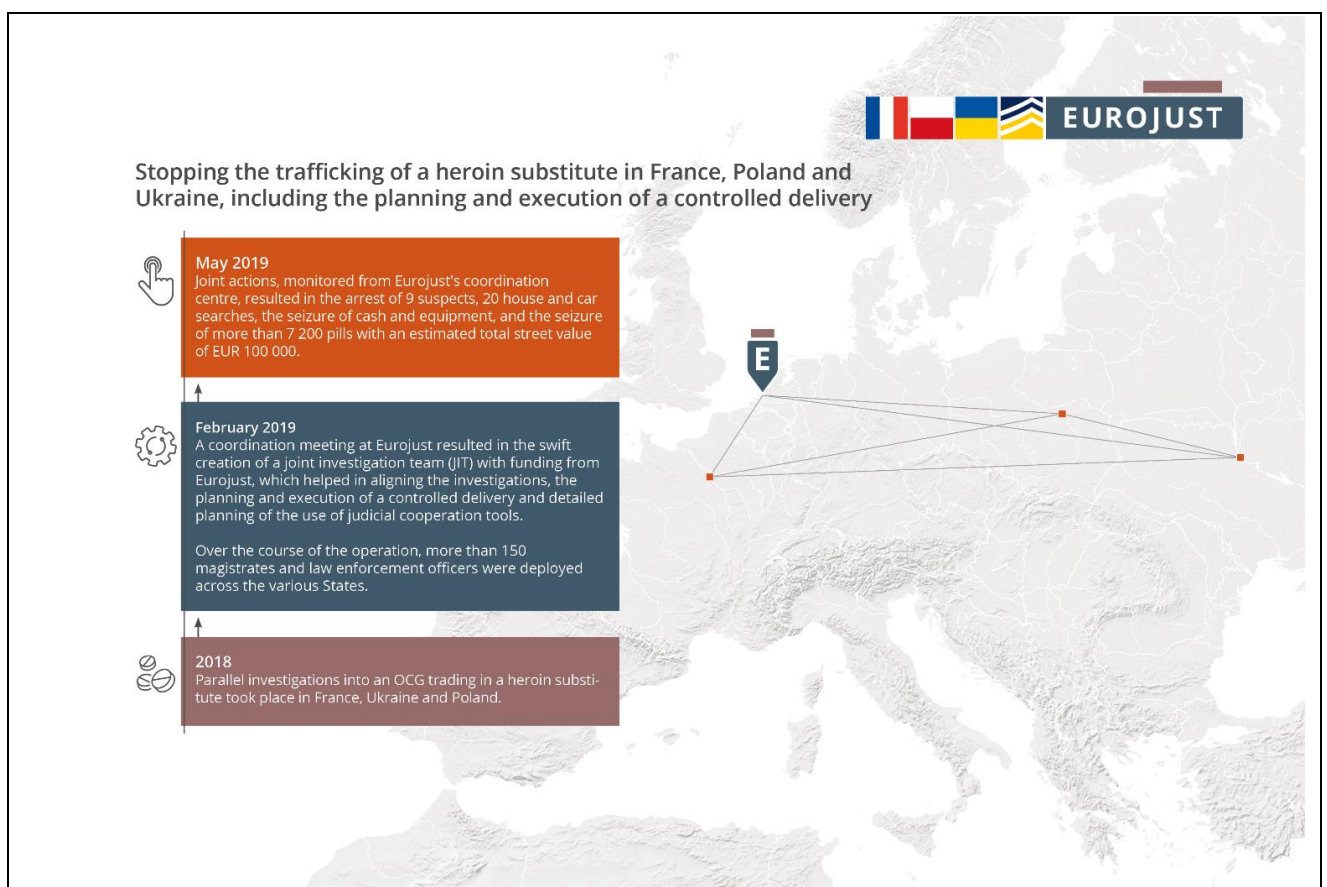 EUROJUST
Stopping the trafficking of a heroin substitute in France, Poland and
Ukraine, including the planning and execution of a controlled delivery
May 2019
Joint actions, monitored from Eurojust's coordination
centre, resulted in the arrest of 9 suspects, 20 house and car
searches, the seizure of cash and equipment, and the seizure
of more than 7 200 pills with an estimated total street value
of EUR 100 000.
E
February 2019
A coordination meeting at Eurojust resulted in the swift
creation of a joint investigation team (JIT) with funding from
Eurojust, which helped in aligning the investigations, the
planning and execution of a controlled delivery and detailed
planning of the use of judicial cooperation tools.
Over the course of the operation, more than 150
magistrates and law enforcement officers were deployed
across the various States.
2018
Parallel investigations into an OCG trading in a heroin substi-
tute took place in France, Ukraine and Poland.